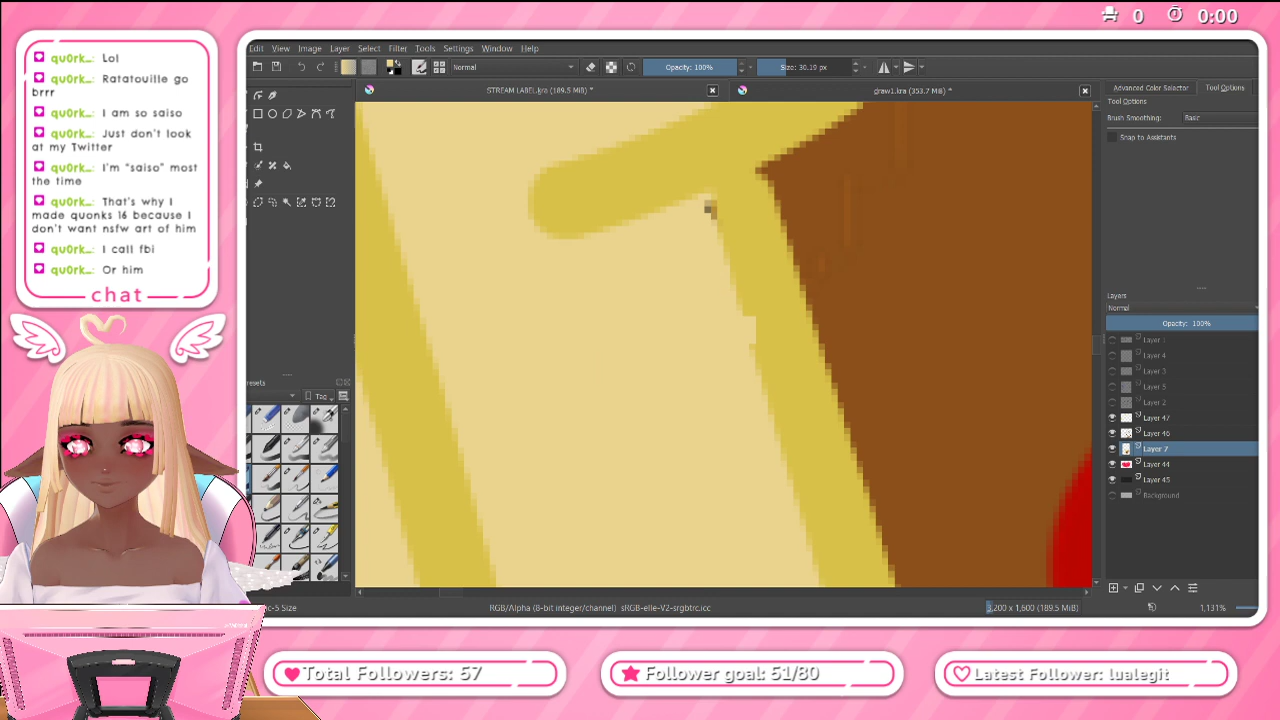 0 0:00
Edit View Image Layer Select Filter Tools Settings Window Help
Normal Opacity: 100% Size: 30.19 px
STREAM LABEL.kra (189.5 MiB) * draw1.kra (353.7 MiB) *
Advanced Color Selector Tool Options
Tool Options
Brush Smoothing: Basic
Snap to Assistants
qu0rk_: Lol
qu0rk_: Ratatouille go
brrr
qu0rk_: I am so saiso
qu0rk_: Just don't look
at my Twitter
qu0rk_: I'm "saiso" most
the time
qu0rk_: That's why I
made quonks 16 because I
don't want nsfw art of him
qu0rk_: I call fbi
qu0rk_: Or him
chat
Layers
Normal
Opacity: 100%
Layer 1
Layer 4
Layer 3
Layer 5
Layer 2
Layer 47
Layer 46
Layer 7
Layer 44
Layer 45
Background
resets
Tag
c-5 Size RGB/Alpha (8-bit integer/channel) sRGB-elle-V2-srgbtrc.icc 3,200 x 1,600 (189.5 MiB) 1,131%
Total Followers: 57
Follower goal: 51/80
Latest Follower: lualegit